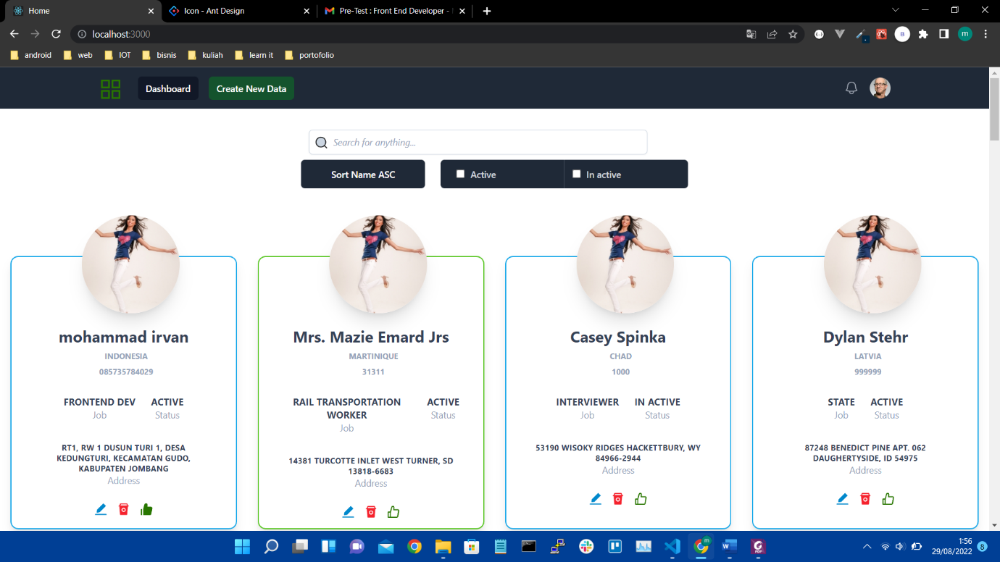 Home
Icon - Ant Design
Pre-Test : Front End Developer -
localhost:3000
android web IOT bisnis kuliah learn it portofolio
Dashboard Create New Data
Search for anything...
Sort Name ASC Active In active
mohammad irvan
INDONESIA
085735784029
FRONTEND DEV ACTIVE
Job Status
RT1, RW 1 DUSUN TURI 1, DESA
KEDUNGTURI, KECAMATAN GUDO,
KABUPATEN JOMBANG
Address
Mrs. Mazie Emard Jrs
MARTINIQUE
31311
RAIL TRANSPORTATION ACTIVE
WORKER Status
Job
14381 TURCOTTE INLET WEST TURNER, SD
13818-6683
Address
Casey Spinka
CHAD
1000
INTERVIEWER IN ACTIVE
Job Status
53190 WISOKY RIDGES HACKETTBURY, WY
84966-2944
Address
Dylan Stehr
LATVIA
999999
STATE ACTIVE
Job Status
87248 BENEDICT PINE APT. 062
DAUGHERTYSIDE, ID 54975
Address
1:56
29/08/2022
8